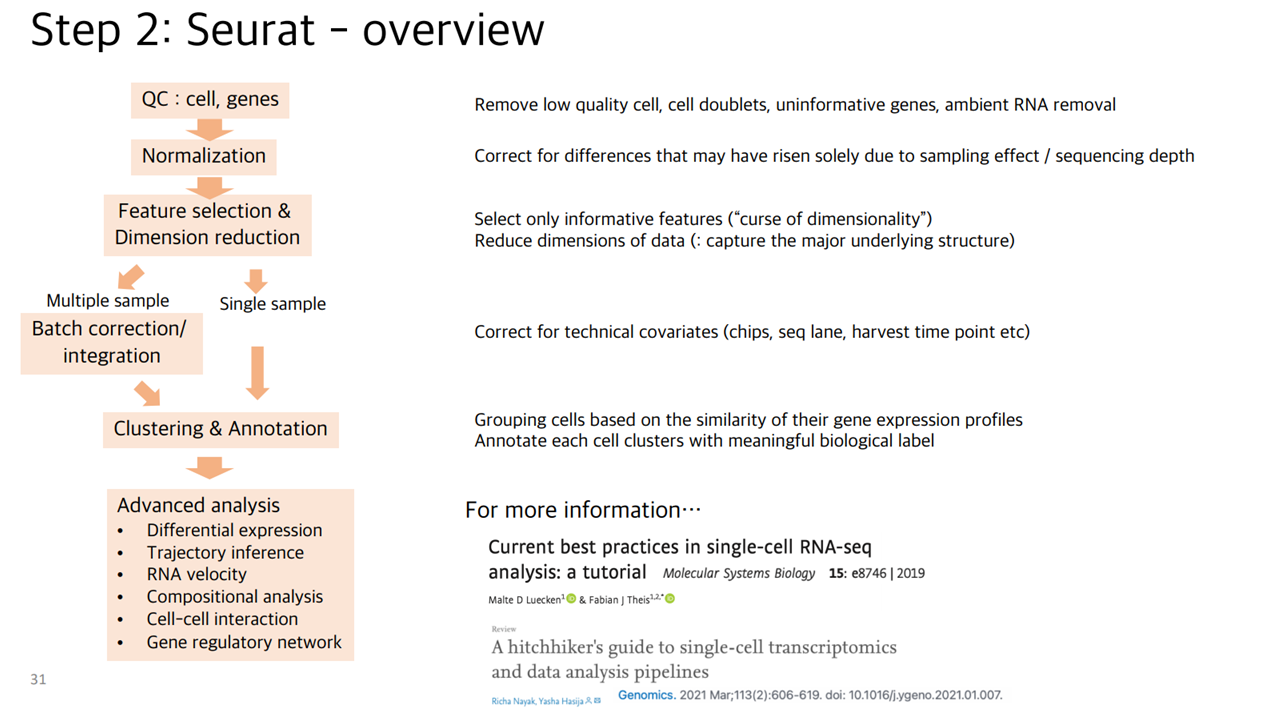 Step 2: Seurat – overview
QC : cell, genes
Remove low quality cell, cell doublets, uninformative genes, ambient RNA removal
Normalization
Correct for differences that may have risen solely due to sampling effect / sequencing depth
Feature selection &
Dimension reduction
Select only informative features (“curse of dimensionality”)
Reduce dimensions of data (: capture the major underlying structure)
Multiple sample
Single sample
Batch correction/
integration
Correct for technical covariates (chips, seq lane, harvest time point etc)
Clustering & Annotation
Grouping cells based on the similarity of their gene expression profiles
Annotate each cell clusters with meaningful biological label
Advanced analysis
• Differential expression
• Trajectory inference
• RNA velocity
• Compositional analysis
• Cell-cell interaction
• Gene regulatory network
For more information⋯
Current best practices in single-cell RNA-seq
analysis: a tutorial Molecular Systems Biology 15: e8746 | 2019
Malte D Luecken1 iD & Fabian J Theis1,2,* iD
Review
A hitchhiker's guide to single-cell transcriptomics
and data analysis pipelines
Richa Nayak, Yasha Hasija
Genomics. 2021 Mar;113(2):606-619. doi: 10.1016/j.ygeno.2021.01.007.
31